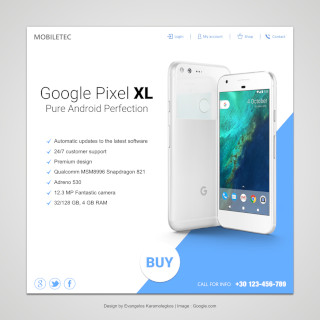 MOBILETEC
Login
My account
Shop
Contact
Google Pixel XL
Pure Android Perfection
Automatic updates to the latest software
24/7 customer support
Premium design
Qualcomm MSM8996 Snapdragon 821
Adreno 530
12.3 MP Fantastic camera
32/128 GB, 4 GB RAM
G
BUY
CALL FOR INFO +30 123-456-789
Design by Evangelos Karamolegkos | Image : Google.com